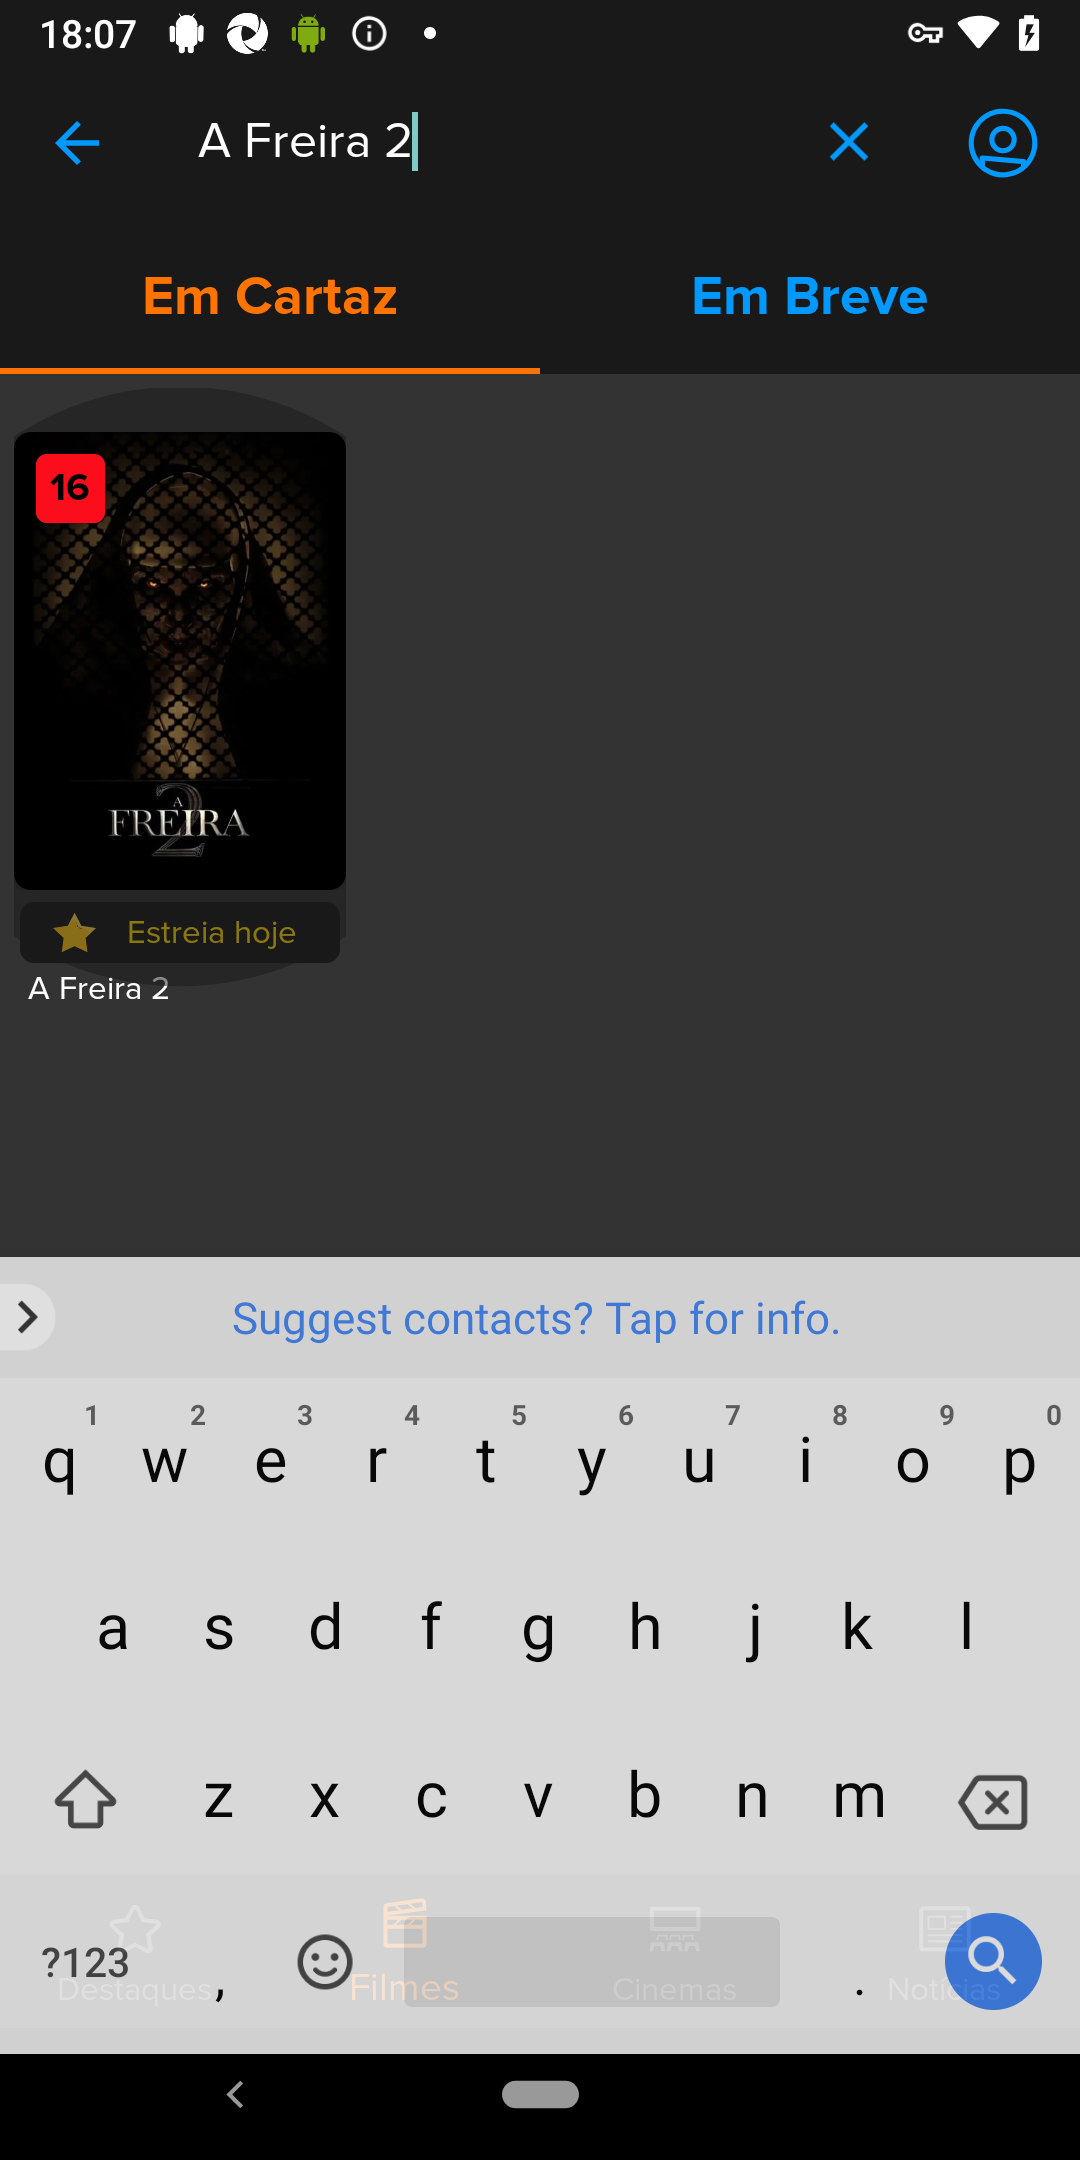 18:07
A Freira 2
Em Cartaz
Em Breve
16
A
FREIRA
2
Estreia hoje
A Freira 2
Suggest contacts? Tap for info.
1 2 3 4 5 6 7 8 9 0
q w e r t y u i o p
a s d f g h j k l
z x c v b n m
?123 , .
Destaques Filmes Cinemas Notícias